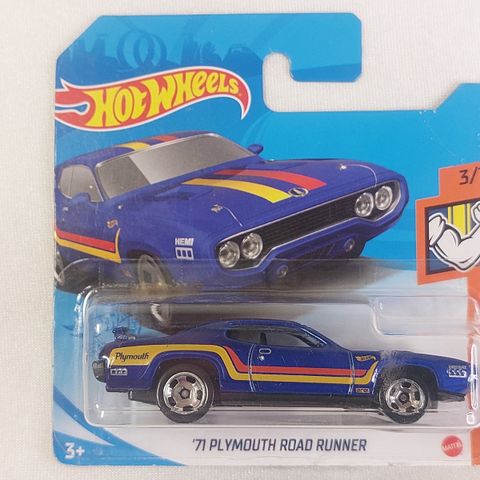 HOT WHEELS
3/
HEMI
Plymouth
'71 PLYMOUTH ROAD RUNNER
3+
MATTEL